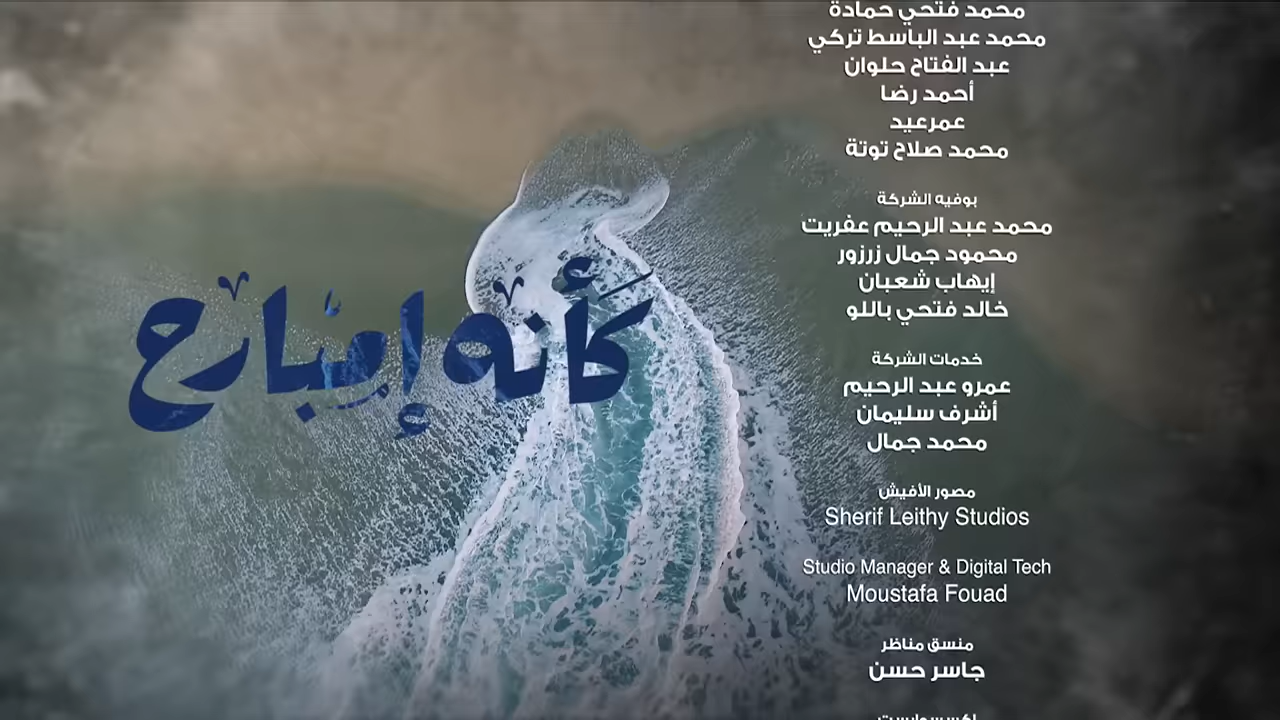 محمد فتحي حمادة
محمد عبد الباسط تركي
عبد الفتاح حلوان
أحمد رضا
عمرعيد
محمد صلاح توتة
بوفيه الشركة
محمد عبد الرحيم عفريت
محمود جمال زرزور
إيهاب شعبان
خالد فتحي باللو
خدمات الشركة
عمرو عبد الرحيم
أشرف سليمان
محمد جمال
مصور الأفيش
Sherif Leithy Studios
Studio Manager & Digital Tech
Moustafa Fouad
منسق مناظر
جاسر حسن
كأنه إمبارح